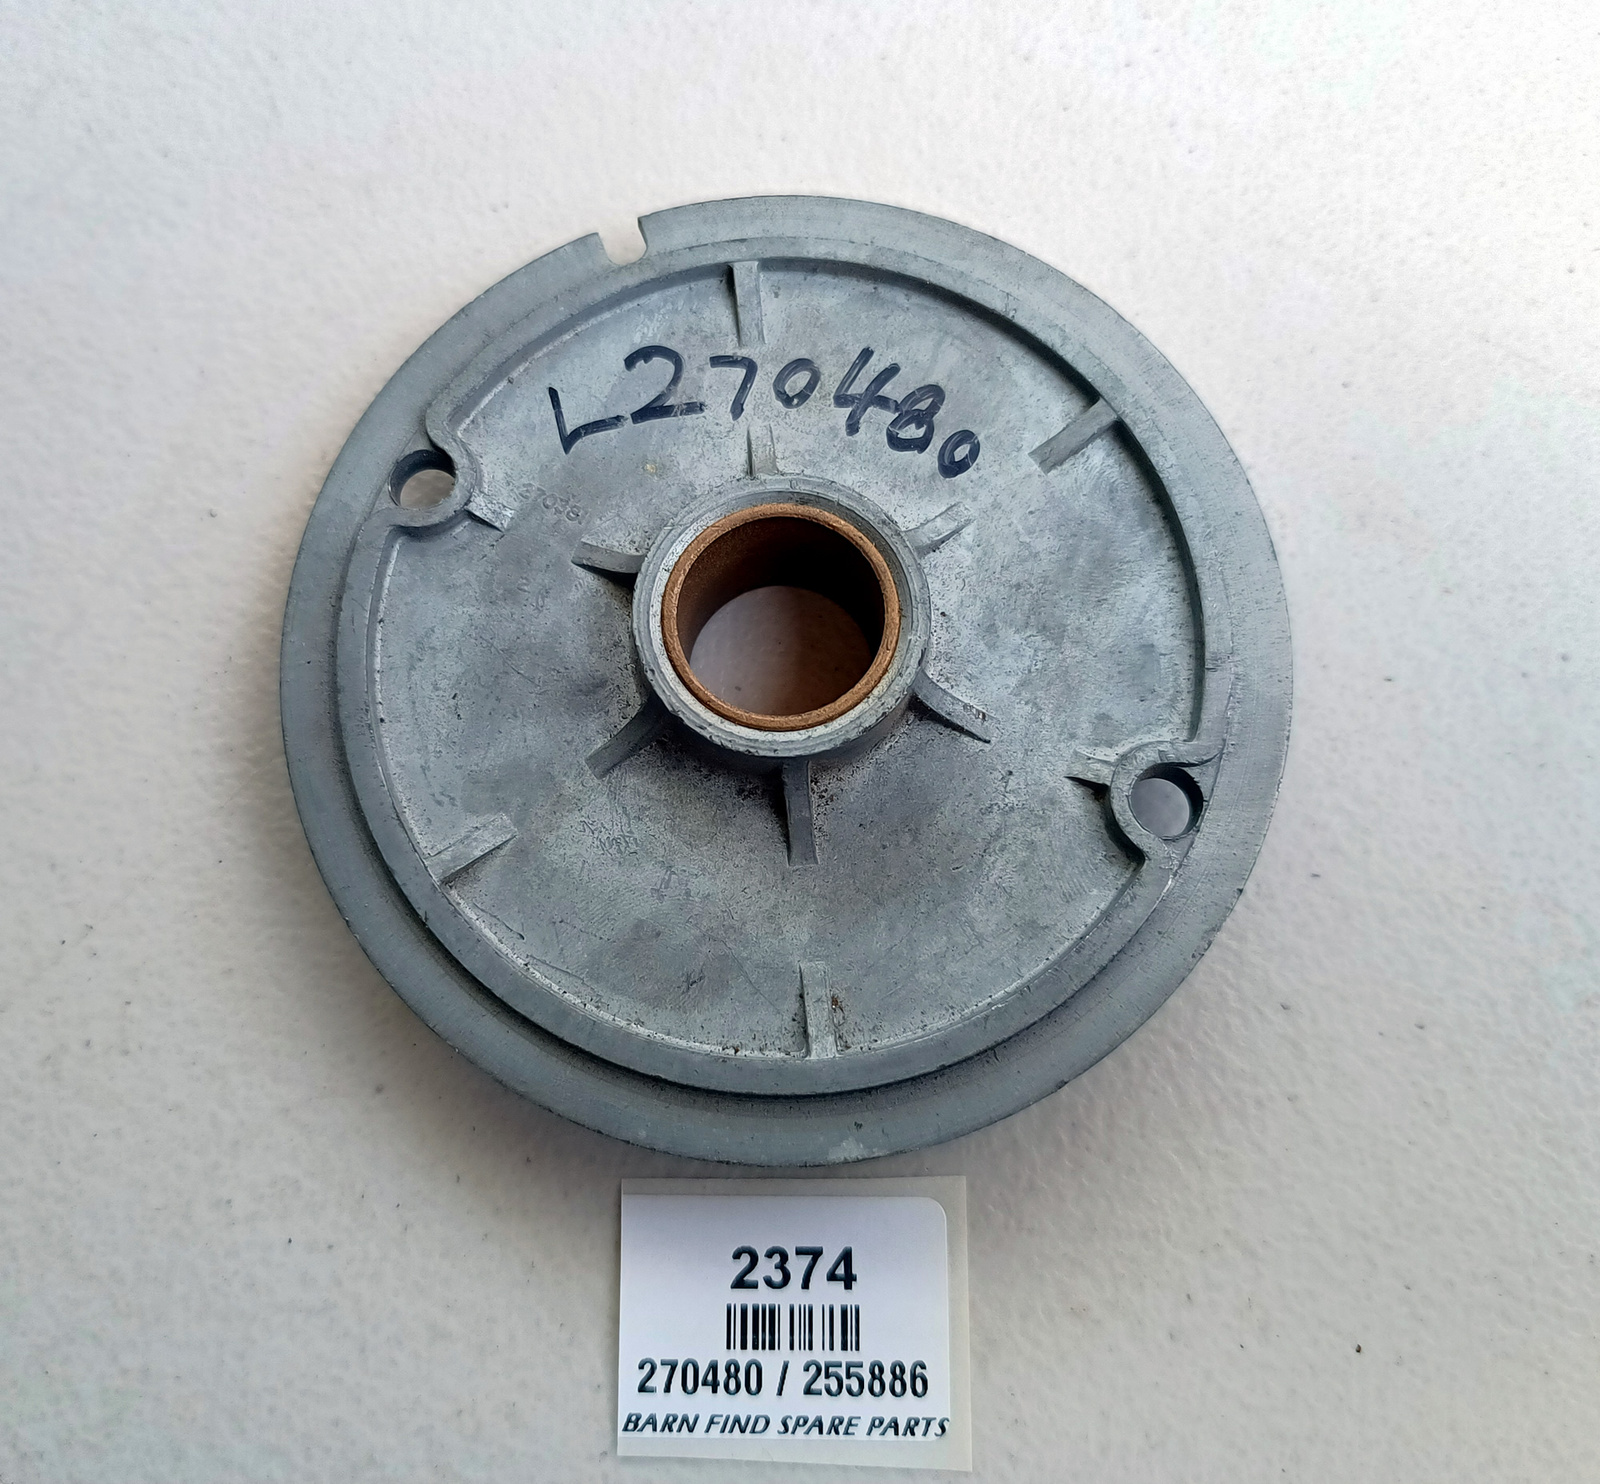 L270480
2374
270480 / 255886
BARN FIND SPARE PARTS